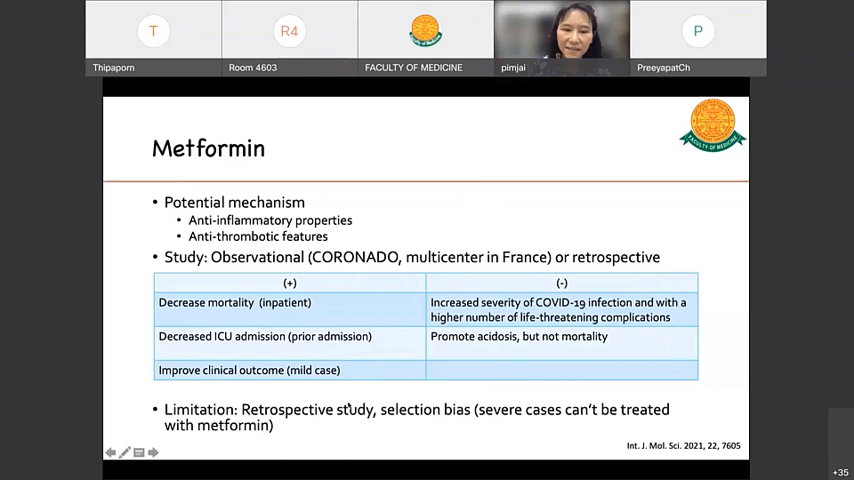 T
R4
P
Thipaporn
Room 4603
FACULTY OF MEDICINE
pimjai
PreeyapatCh
FACULTY OF MEDICINE
Metformin
• Potential mechanism
• Anti-inflammatory properties
• Anti-thrombotic features
• Study: Observational (CORONADO, multicenter in France) or retrospective
(+)
(-)
Decrease mortality (inpatient)
Increased severity of COVID-19 infection and with a
higher number of life-threatening complications
Decreased ICU admission (prior admission)
Promote acidosis, but not mortality
Improve clinical outcome (mild case)
• Limitation: Retrospective study, selection bias (severe cases can't be treated
with metformin)
Int. J. Mol. Sci. 2021, 22, 7605
+35